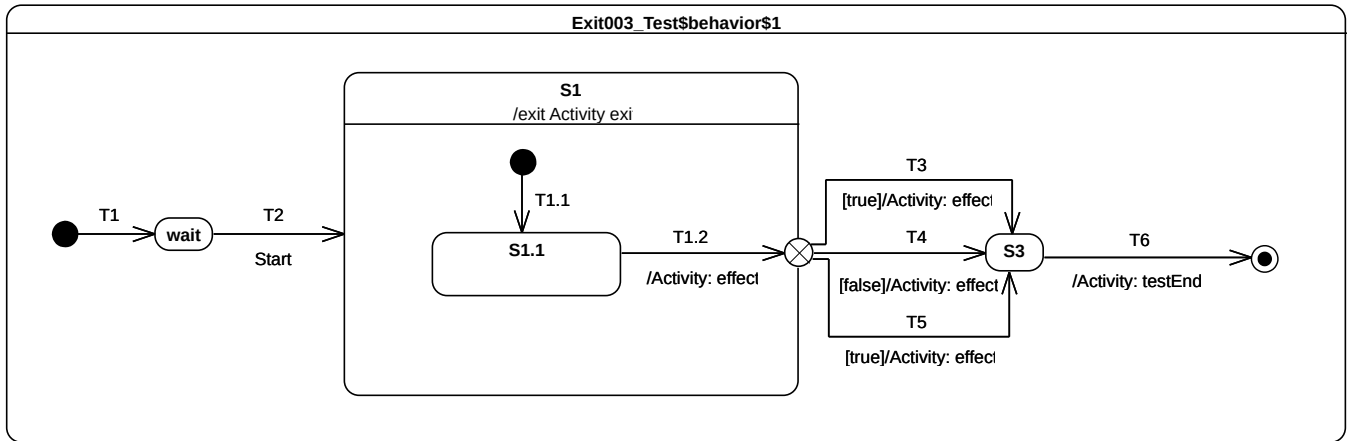 Exit003_Test$behavior$1
S1
/exit Activity exi
T1
wait
T2
Start
T1.1
S1.1
T1.2
/Activity: effect
T3
[true]/Activity: effect
T4
[false]/Activity: effect
T5
[true]/Activity: effect
S3
T6
/Activity: testEnd